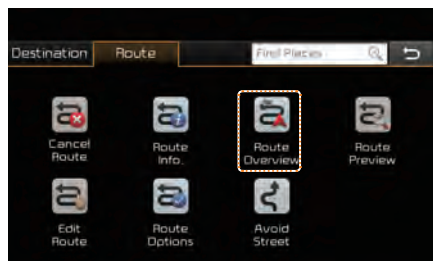 Destination Route Find Places
Cancel Route
Route Info.
Route Overview
Route Preview
Edit Route
Route Options
Avoid Street